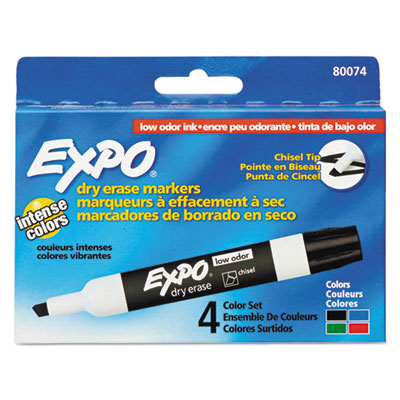 80074
low odor ink • encre peu odorante • tinta de bajo olor
EXPO®
Chisel Tip
Pointe en Biseau
Punta de Cincel
dry erase markers
marqueurs à effacement à sec
marcadores de borrado en seco
intense
colors
couleurs intenses
colores vibrantes
low odor
EXPO®
dry erase
chisel
4 Color Set
Ensemble De Couleurs
Colores Surtidos
Colors
Couleurs
Colores